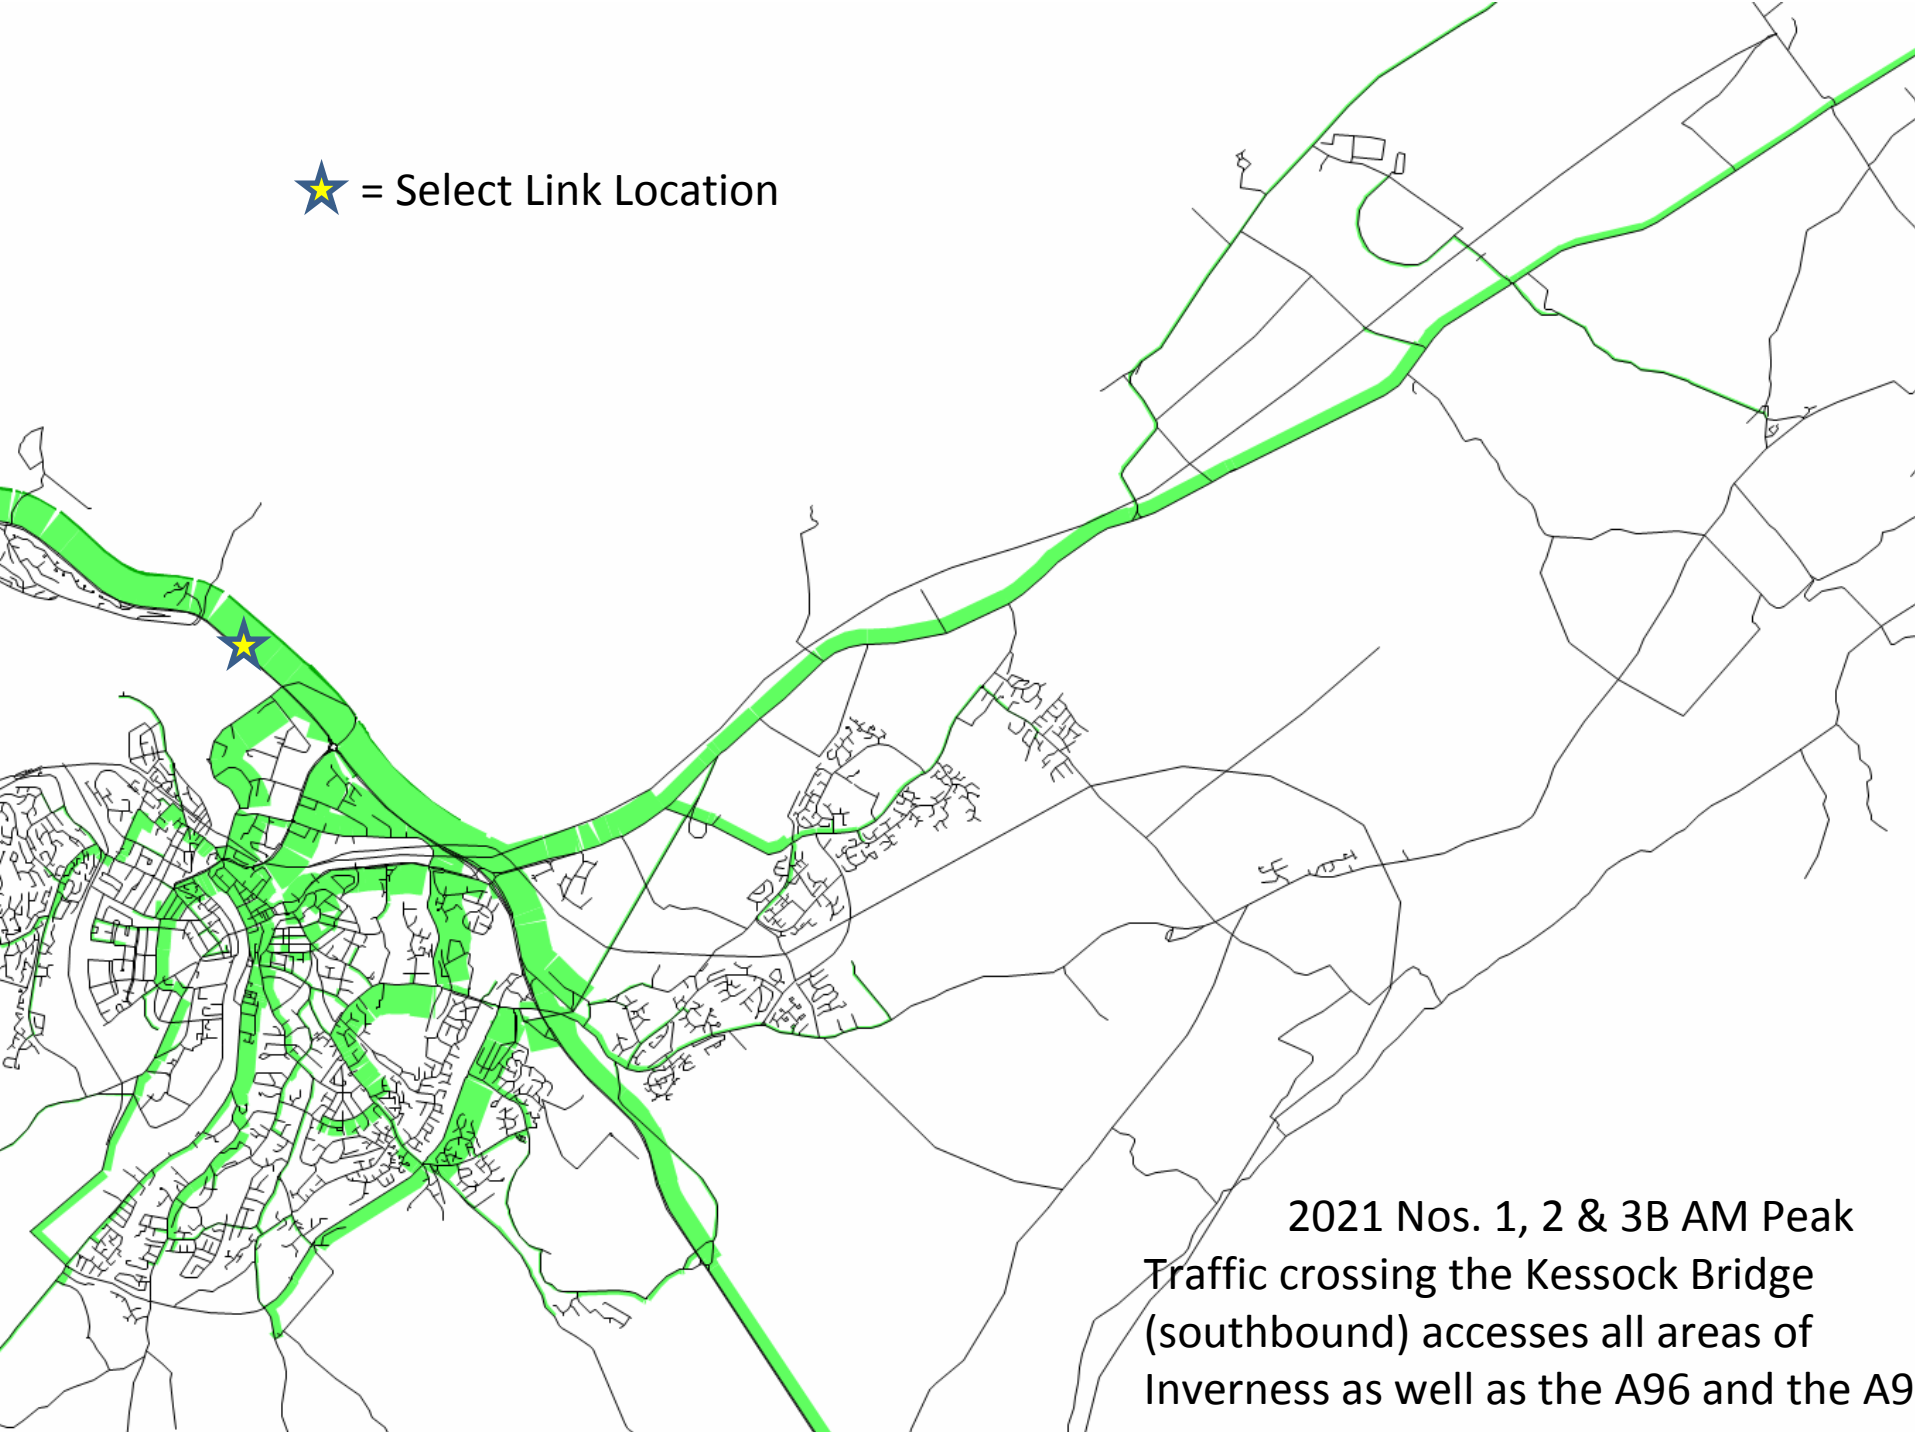 = Select Link Location
2021 Nos. 1, 2 & 3B AM Peak
Traffic crossing the Kessock Bridge
(southbound) accesses all areas of
Inverness as well as the A96 and the A9